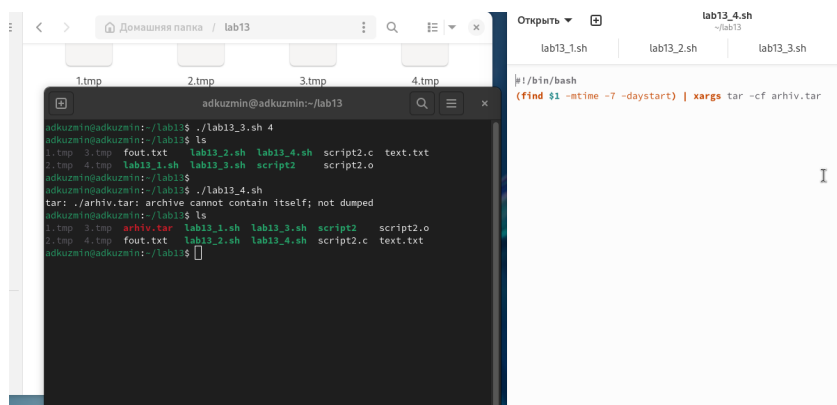 Домашняя папка / lab13
1.tmp 2.tmp 3.tmp 4.tmp
adkuzmin@adkuzmin:~/lab13
adkuzmin@adkuzmin:~/lab13$ ./lab13_3.sh 4
adkuzmin@adkuzmin:~/lab13$ ls
1.tmp 3.tmp fout.txt lab13_2.sh lab13_4.sh script2.c text.txt
2.tmp 4.tmp lab13_1.sh lab13_3.sh script2 script2.o
adkuzmin@adkuzmin:~/lab13$
adkuzmin@adkuzmin:~/lab13$ ./lab13_4.sh
tar: ./arhiv.tar: archive cannot contain itself; not dumped
adkuzmin@adkuzmin:~/lab13$ ls
1.tmp 3.tmp arhiv.tar lab13_1.sh lab13_3.sh script2 script2.o
2.tmp 4.tmp fout.txt lab13_2.sh lab13_4.sh script2.c text.txt
adkuzmin@adkuzmin:~/lab13$
Открыть
lab13_4.sh
~/lab13
lab13_1.sh lab13_2.sh lab13_3.sh
#!/bin/bash
(find $1 -mtime -7 -daystart) | xargs tar -cf arhiv.tar